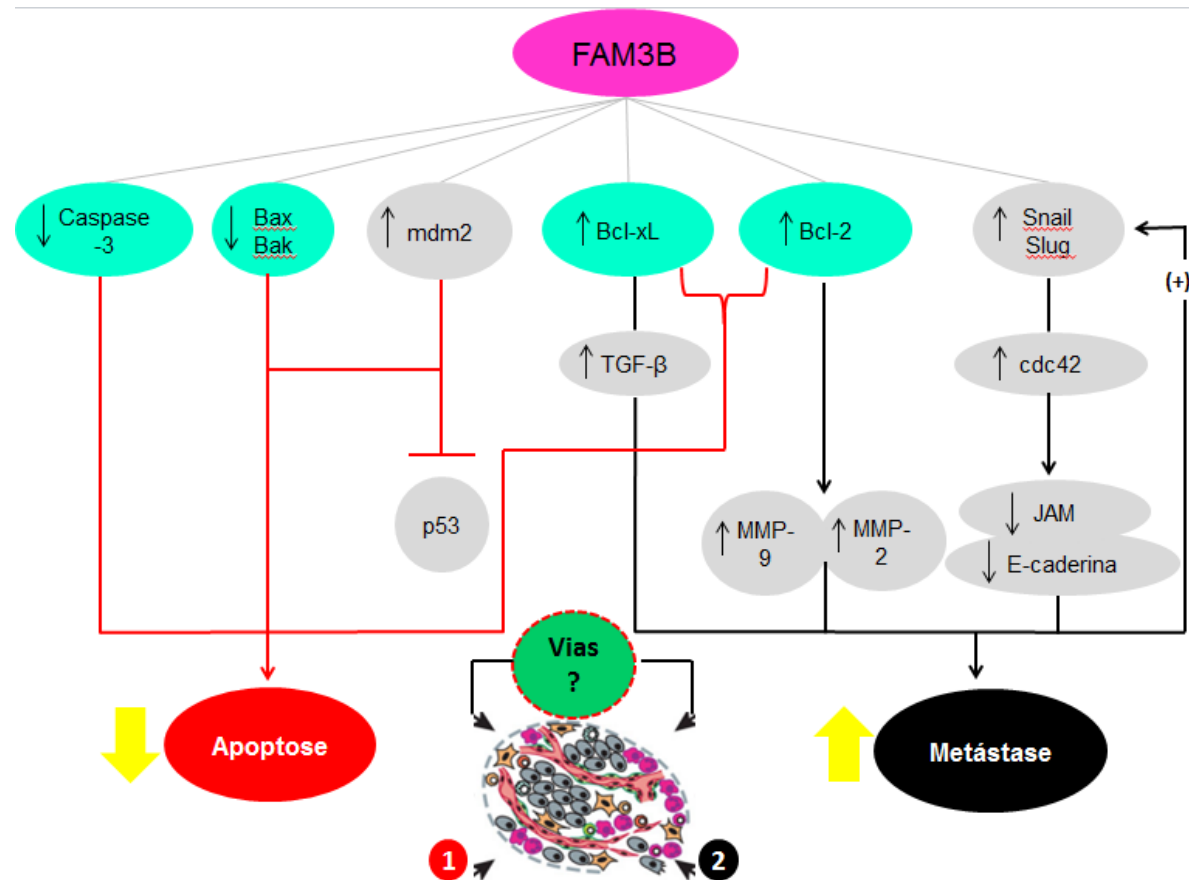 FAM3B
↓ Caspase
-3
↓ Bax
Bak
↑ mdm2
↑ Bcl-xL
↑ Bcl-2
↑ Snail
Slug
(+)
↑ TGF-β
↑ cdc42
p53
↑ MMP-
9
↑ MMP-
2
↓ JAM
↓ E-caderina
Vias
?
Apoptose
Metástase
1
2